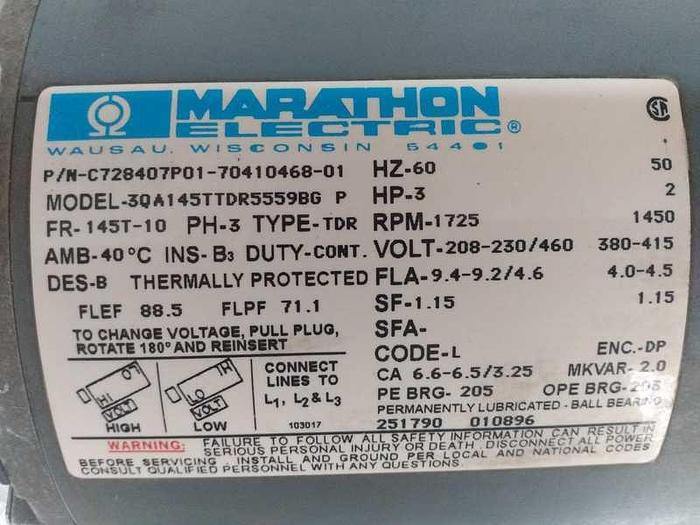 MARATHON
ELECTRIC®
WAUSAU, WISCONSIN 54401
P/N-C728407P01-70410468-01 HZ-60 50
MODEL-3QA145TTDR5559BG P HP-3 2
FR-145T-10 PH-3 TYPE-TDR RPM-1725 1450
AMB-40°C INS-B3 DUTY-CONT. VOLT-208-230/460 380-415
DES-B THERMALLY PROTECTED FLA-9.4-9.2/4.6 4.0-4.5
FLEF 88.5 FLPF 71.1 SF-1.15 1.15
TO CHANGE VOLTAGE, PULL PLUG, SFA-
ROTATE 180° AND REINSERT CODE-L ENC.-DP
CONNECT LINES TO L1, L2 & L3 CA 6.6-6.5/3.25 MKVAR-2.0
HI VOLT LO
LO VOLT HI
HIGH LOW 103017
PE BRG-205 OPE BRG-203
PERMANENTLY LUBRICATED - BALL BEARING
251790 010896
WARNING: FAILURE TO FOLLOW ALL SAFETY INFORMATION CAN RESULT IN
SERIOUS PERSONAL INJURY OR DEATH. DISCONNECT ALL POWER
BEFORE SERVICING. INSTALL AND GROUND PER LOCAL AND NATIONAL CODES
CONSULT QUALIFIED PERSONNEL WITH ANY QUESTIONS.